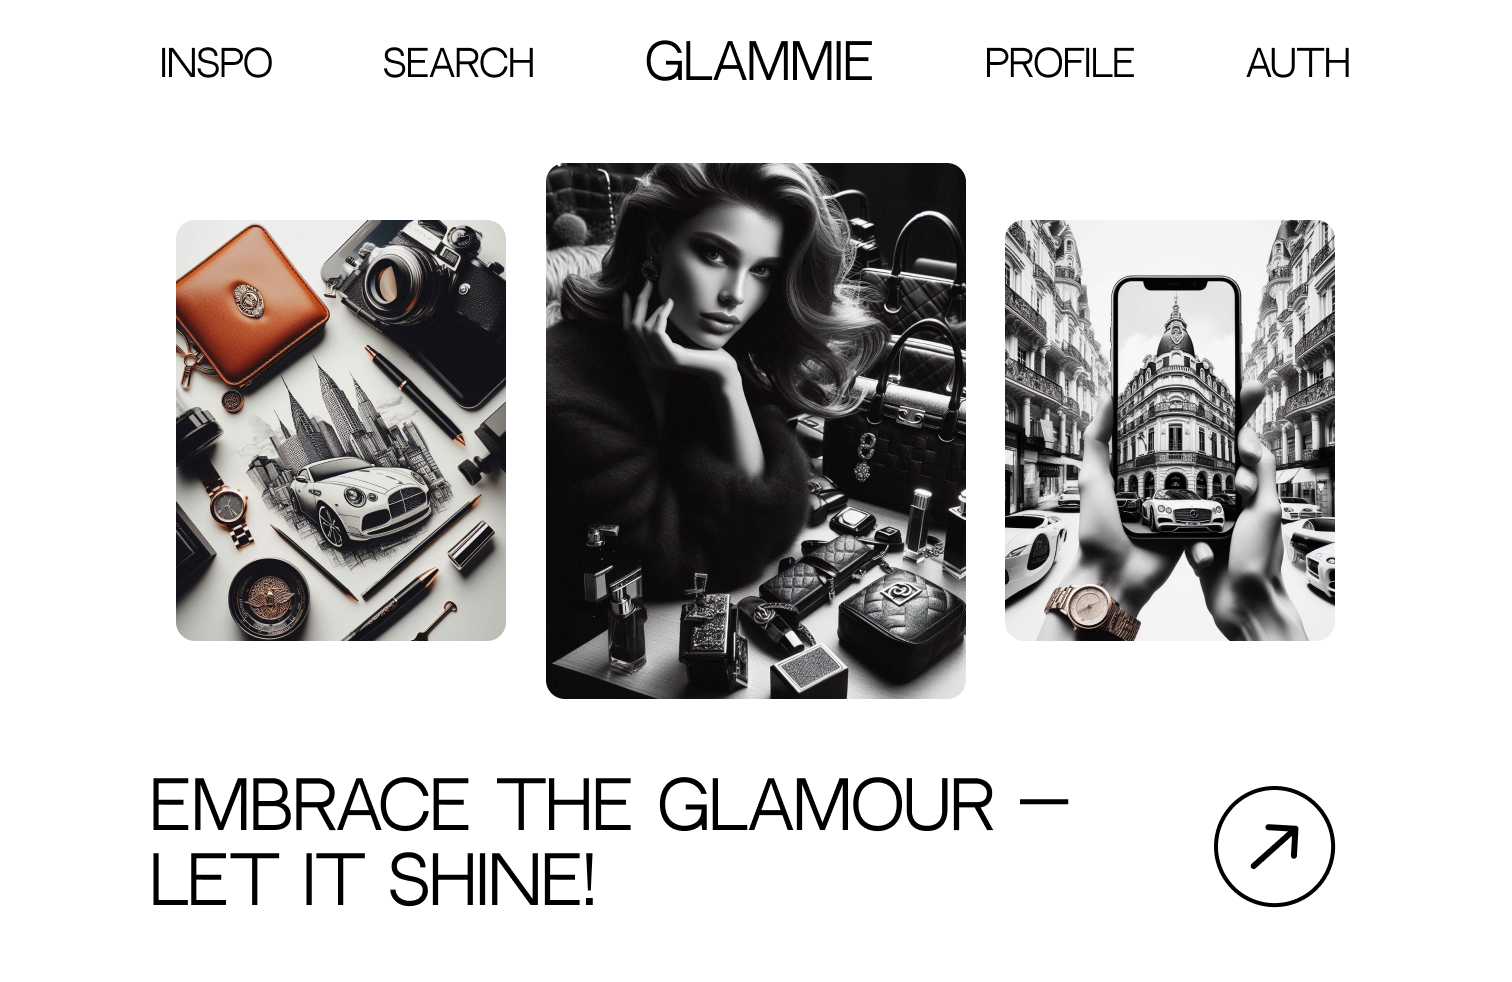 INSPO
SEARCH
GLAMMIE
PROFILE
AUTH
EMBRACE THE GLAMOUR –
LET IT SHINE!